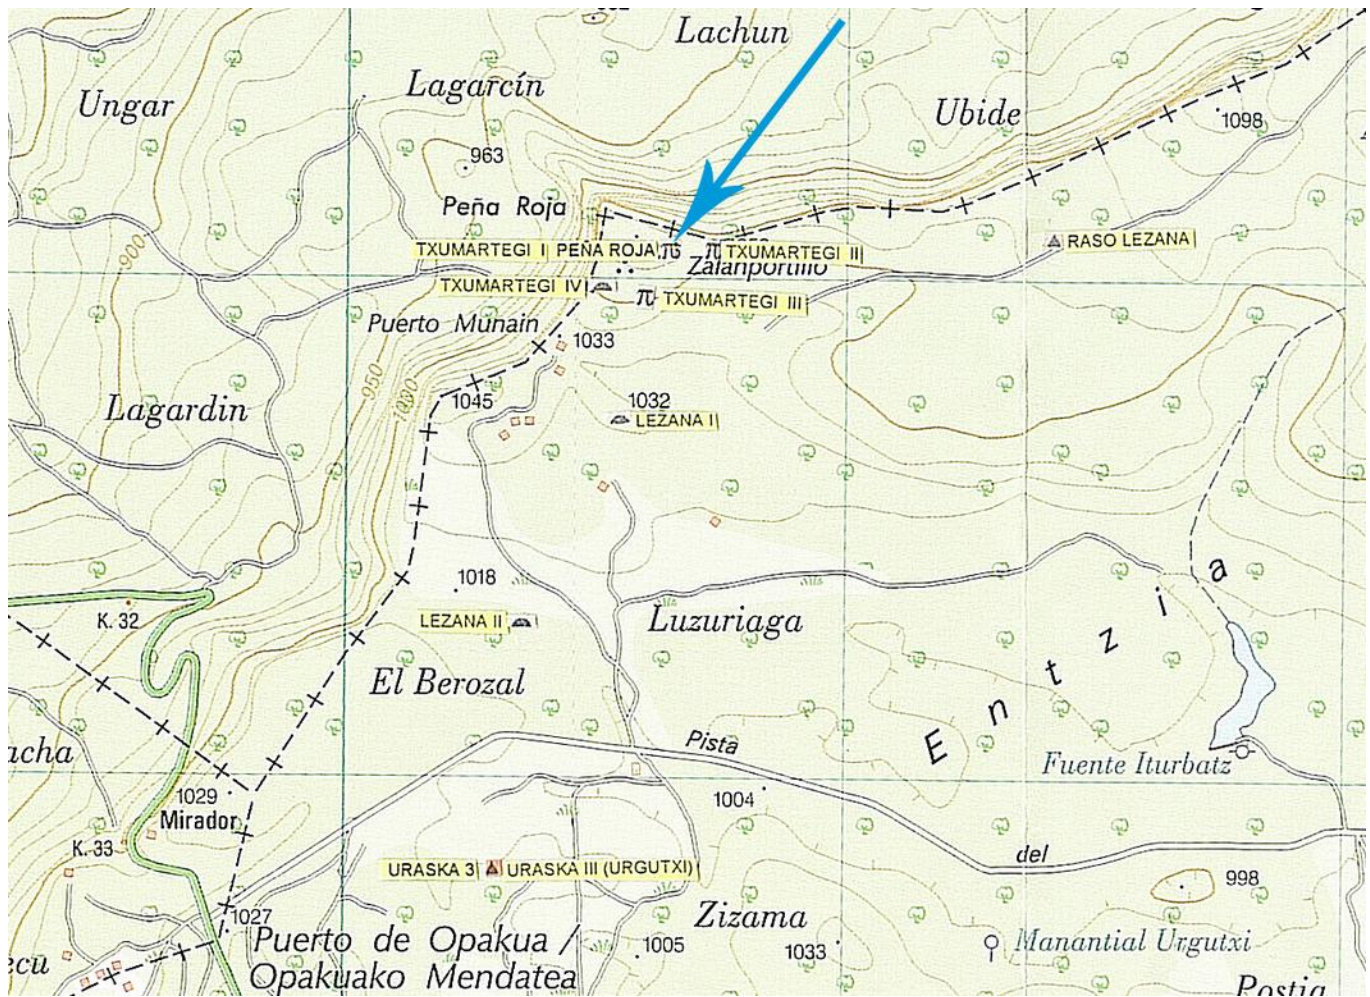 Lachun
Lagarcín
Ungar
Ubide
1098
963
Peña Roja
TXUMARTEGI I
PEÑA ROJA
TXUMARTEGI II
RASO LEZANA
900
Zalanportillo
TXUMARTEGI IV
TXUMARTEGI III
Puerto Munain
1033
950
1000
1045
1032
LEZANA I
Lagardin
1018
K. 32
LEZANA II
Luzuriaga
Entzia
El Berozal
Pista
Fuente Iturbatz
1029
Mirador
1004
K. 33
del
URASKA 3
URASKA III (URGUTXI)
998
Zizama
1027
Puerto de Opakua /
Opakuako Mendatea
1005
1033
Manantial Urgutxi